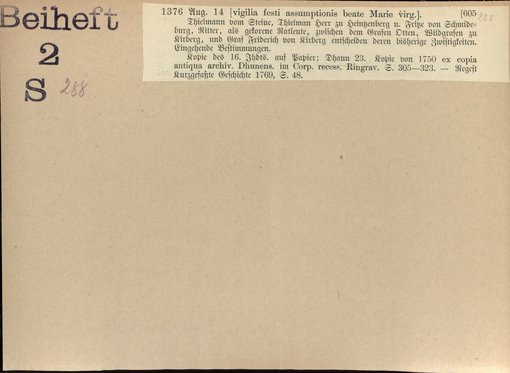 Beiheft
2
S 288
1376 Aug. 14 [vigilia festi assumptionis beate Marie virg.]. [605 288
Thielmann vom Steine, Thielman Herr zu Heintzenberg u. Fritze von Schmide-
burg, Ritter, als gekorene Ratleute, zwischen dem Grafen Otten, Wildgrafen zu
Kirberg, und Graf Friderich von Kirberg entscheiden deren bisherige Zwistigkeiten.
Eingehende Bestimmungen.
Kopie des 16. Jhdts. auf Papier; Dhaun 23. Kopie von 1750 ex copia
antiqua archiv. Dhunens. im Corp. recess. Ringrav. S. 305—323. — Regest
Kurzgefaßte Geschichte 1769, S. 48.